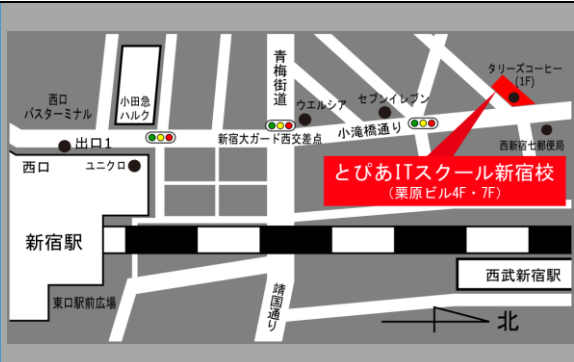 青梅街道
タリーズコーヒー
(1F)
西口
バスターミナル
小田急
ハルク
ウエルシア
セブンイレブン
小滝橋通り
新宿大ガード西交差点
出口1
西新宿七郵便局
西口
ユニクロ
とぴあITスクール新宿校
(栗原ビル4F・7F)
新宿駅
西武新宿駅
東口駅前広場
靖国通り
北